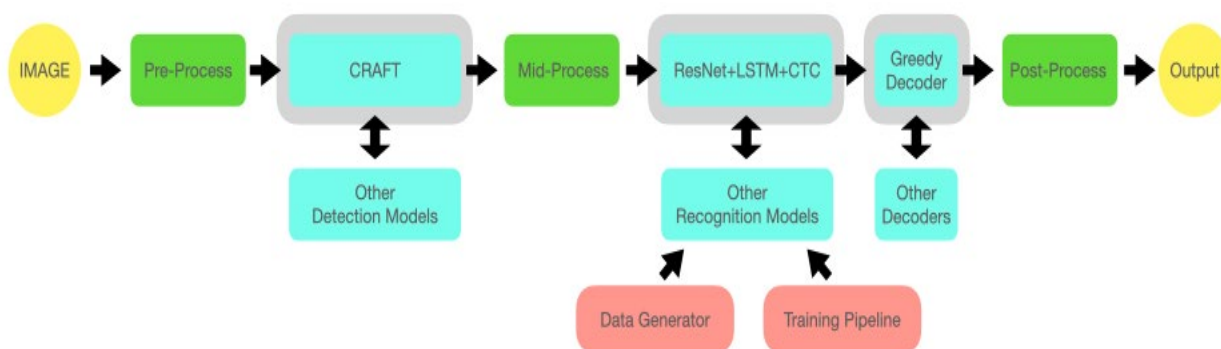 IMAGE
Pre-Process
CRAFT
Mid-Process
ResNet+LSTM+CTC
Greedy
Decoder
Post-Process
Output
Other
Detection Models
Other
Recognition Models
Other
Decoders
Data Generator
Training Pipeline